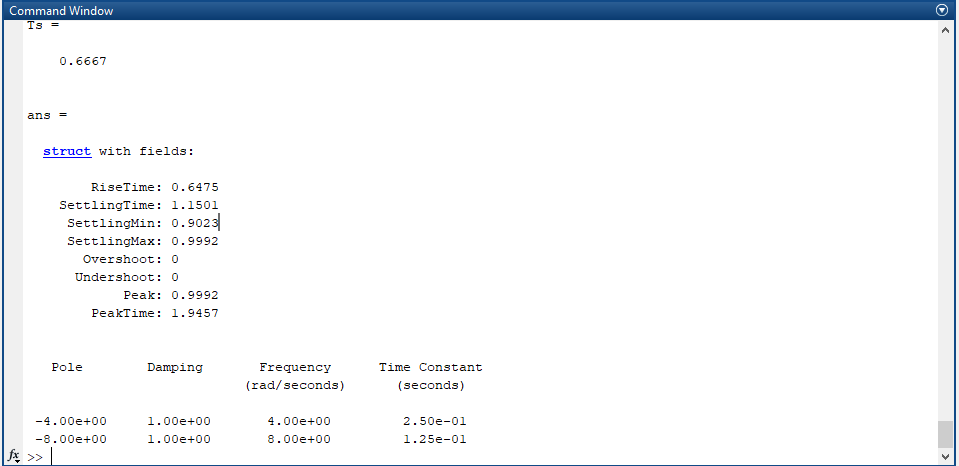 Command Window
Ts =
0.6667
ans =
struct with fields:
RiseTime: 0.6475
SettlingTime: 1.1501
SettlingMin: 0.9023
SettlingMax: 0.9992
Overshoot: 0
Undershoot: 0
Peak: 0.9992
PeakTime: 1.9457
Pole Damping Frequency Time Constant
(rad/seconds) (seconds)
-4.00e+00 1.00e+00 4.00e+00 2.50e-01
-8.00e+00 1.00e+00 8.00e+00 1.25e-01
fx >>